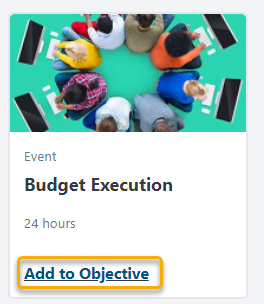 Event
Budget Execution
24 hours
Add to Objective